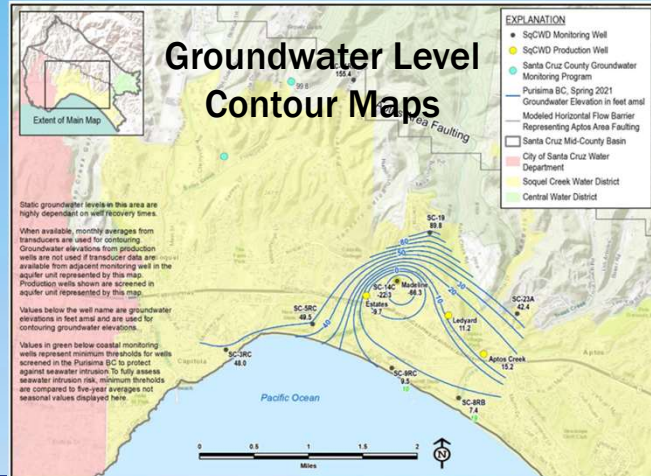 Groundwater Level
Contour Maps
Extent of Main Map
155.4
99.8
Area Faulting
EXPLANATION
SqCWD Monitoring Well
SqCWD Production Well
Santa Cruz County Groundwater
Monitoring Program
Purisima BC, Spring 2021
Groundwater Elevation in feet amsl
Modeled Horizontal Flow Barrier
Representing Aptos Area Faulting
Santa Cruz Mid-County Basin
City of Santa Cruz Water
Department
Soquel Creek Water District
Central Water District
Static groundwater levels in this area are
highly dependant on well recovery times.
When available, monthly averages from
transducers are used for contouring
Groundwater elevations from production
wells are not used if transducer data are
available from adjacent monitoring well in the
aquifer unit represented by this map.
Production wells shown are screened in
aquifer unit represented by this map.
Values below the well name are groundwater
elevations in feet amsl and are used for
contouring groundwater elevations.
Values in green below coastal monitoring
wells represent minimum thresholds for wells
screened in the Purisima BC to protect
against seawater intrusion. To fully assess
seawater intrusion risk, minimum threholds
are compared to five-year averages not
seasonal values displayed here.
SC-19
89.8
60
50
0
SC-14C
-22.3
Madeline
-66.3
Estates
-9.7
10
20
30
SC-23A
42.4
SC-5RC
49.5
40
Ledyard
11.2
SC-3RC
48.0
Capitola
Aptos Creek
15.2
Aptos
SC-9RC
9.5
Pacific Ocean
SC-8RB
7.4
0
0.5
1
1.5
2
Miles
N